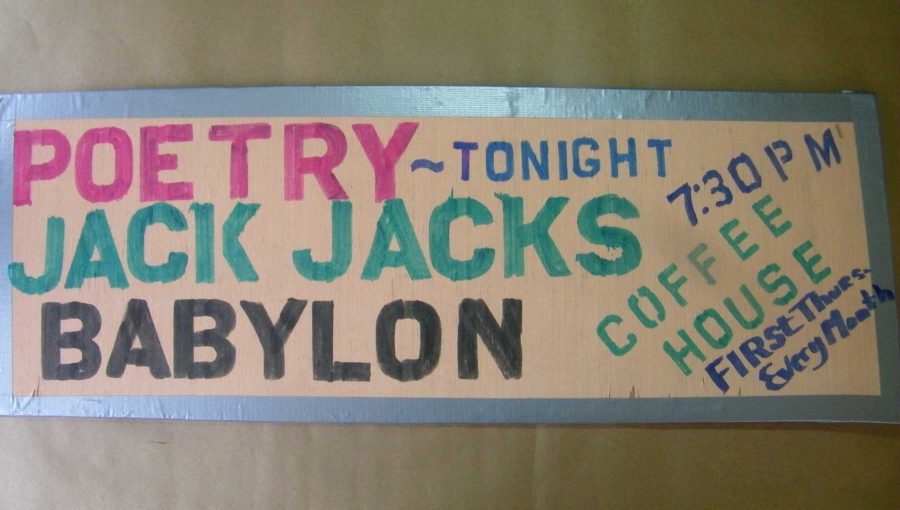 POETRY ~ TONIGHT
JACK JACKS
BABYLON
7:30 PM
COFFEE
HOUSE
FIRST Thurs.
Every Month